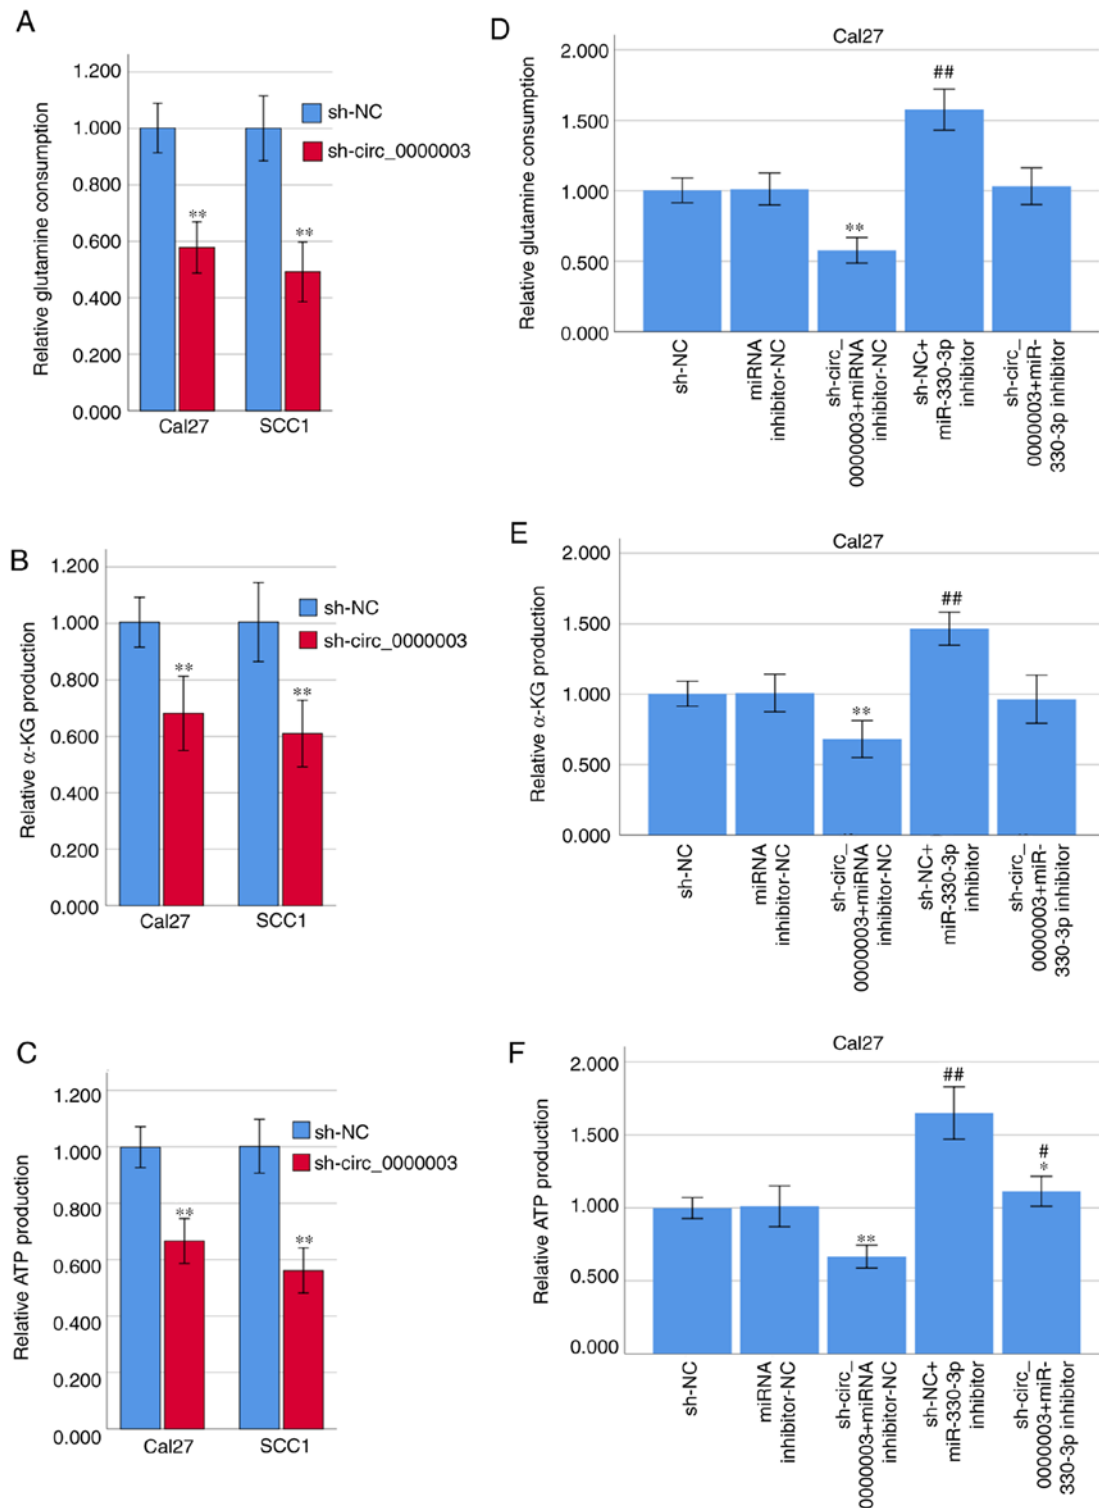 A
Relative glutamine consumption
1.200
1.000
0.800
0.600
0.400
0.200
0.000
**
**
Cal27
SCC1
sh-NC
sh-circ_0000003
B
Relative α-KG production
1.200
1.000
0.800
0.600
0.400
0.200
0.000
**
**
Cal27
SCC1
sh-NC
sh-circ_0000003
C
Relative ATP production
1.200
1.000
0.800
0.600
0.400
0.200
0.000
**
**
Cal27
SCC1
sh-NC
sh-circ_0000003
D
Cal27
Relative glutamine consumption
2.000
1.500
1.000
0.500
0.000
**
##
sh-NC
miRNA
inhibitor-NC
sh-circ_
0000003+miRNA
inhibitor-NC
sh-NC+
miR-330-3p
inhibitor
sh-circ_
0000003+miR-
330-3p inhibitor
E
Cal27
Relative α-KG production
2.000
1.500
1.000
0.500
0.000
**
##
sh-NC
miRNA
inhibitor-NC
sh-circ_
0000003+miRNA
inhibitor-NC
sh-NC+
miR-330-3p
inhibitor
sh-circ_
0000003+miR-
330-3p inhibitor
F
Cal27
Relative ATP production
2.000
1.500
1.000
0.500
0.000
**
##
#
*
sh-NC
miRNA
inhibitor-NC
sh-circ_
0000003+miRNA
inhibitor-NC
sh-NC+
miR-330-3p
inhibitor
sh-circ_
0000003+miR-
330-3p inhibitor